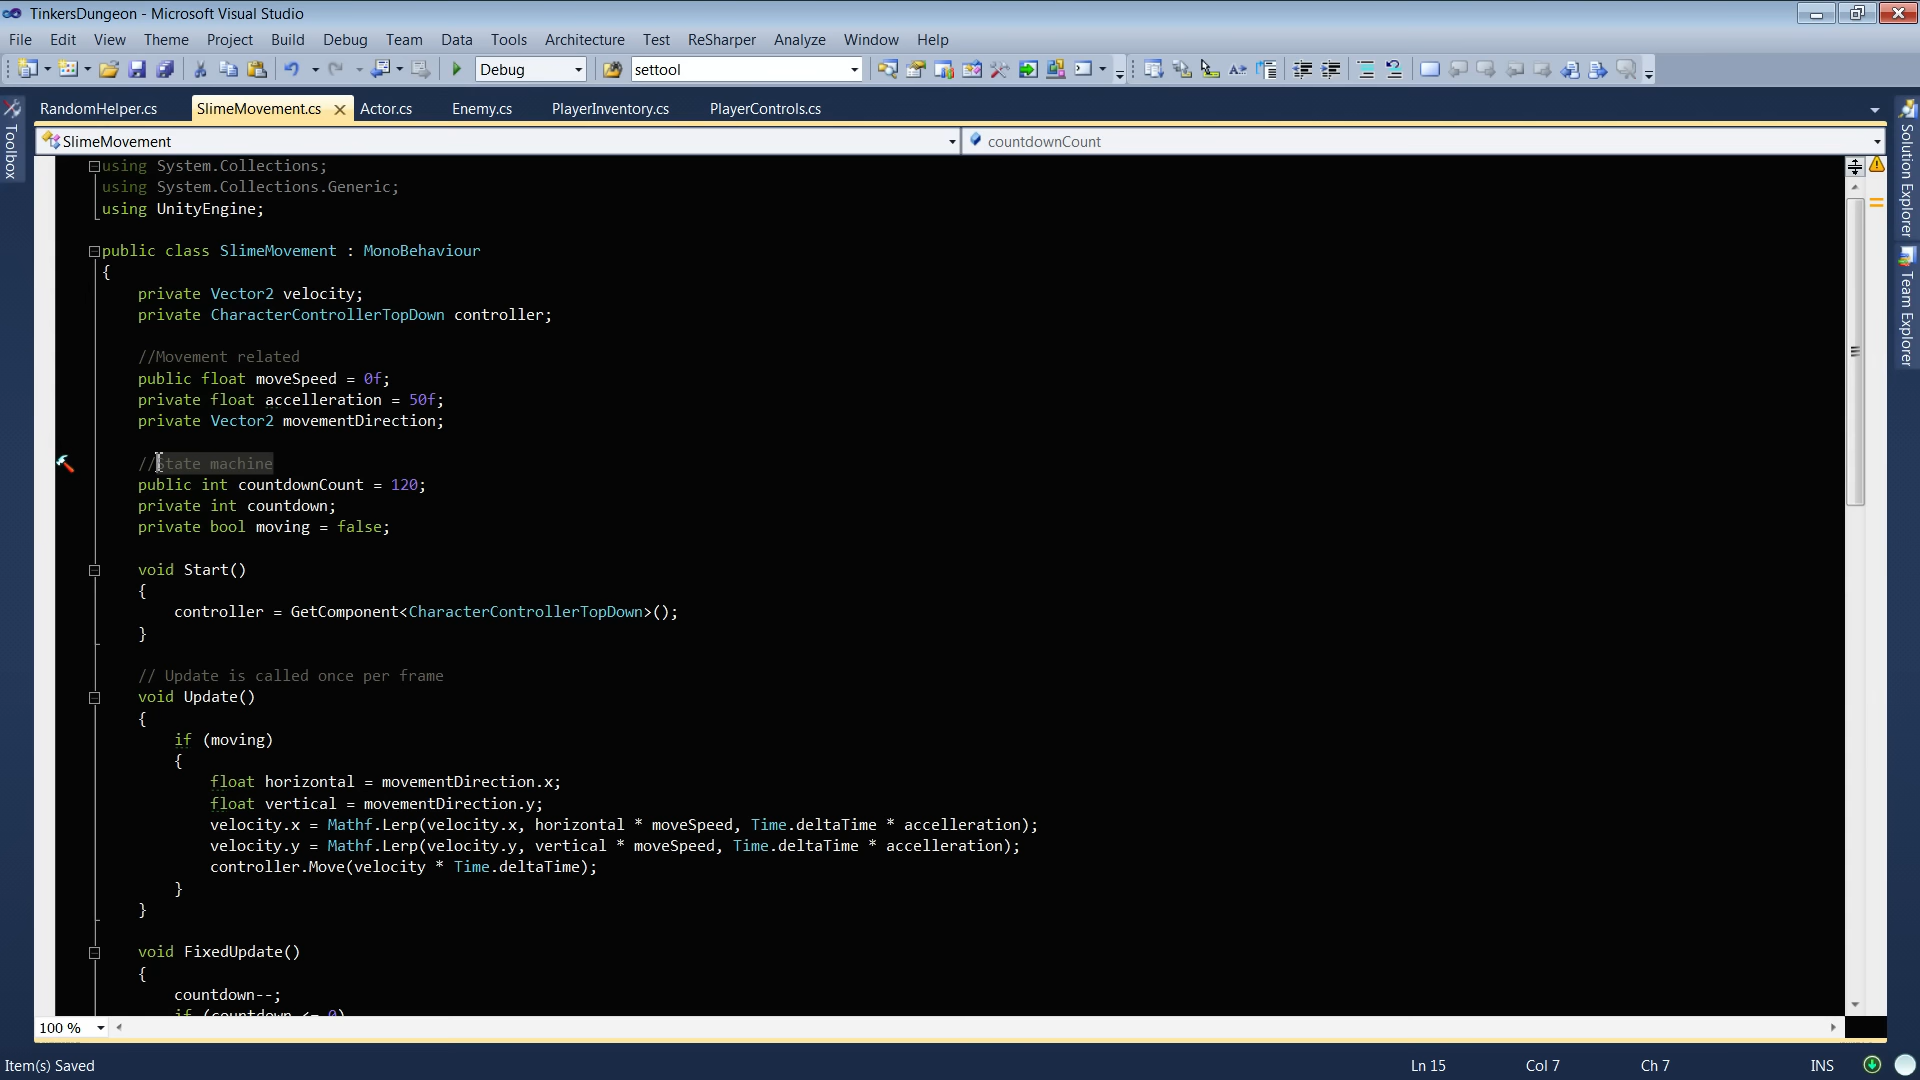 TinkersDungeon - Microsoft Visual Studio
File Edit View Theme Project Build Debug Team Data Tools Architecture Test ReSharper Analyze Window Help
Debug settool
RandomHelper.cs SlimeMovement.cs Actor.cs Enemy.cs PlayerInventory.cs PlayerControls.cs
Toolbox
Solution Explorer
Team Explorer
SlimeMovement countdownCount
using System.Collections;
using System.Collections.Generic;
using UnityEngine;
public class SlimeMovement : MonoBehaviour
{
private Vector2 velocity;
private CharacterControllerTopDown controller;
//Movement related
public float moveSpeed = 0f;
private float accelleration = 50f;
private Vector2 movementDirection;
//State machine
public int countdownCount = 120;
private int countdown;
private bool moving = false;
void Start()
{
controller = GetComponent<CharacterControllerTopDown>();
}
// Update is called once per frame
void Update()
{
if (moving)
{
float horizontal = movementDirection.x;
float vertical = movementDirection.y;
velocity.x = Mathf.Lerp(velocity.x, horizontal * moveSpeed, Time.deltaTime * accelleration);
velocity.y = Mathf.Lerp(velocity.y, vertical * moveSpeed, Time.deltaTime * accelleration);
controller.Move(velocity * Time.deltaTime);
}
}
void FixedUpdate()
{
countdown--;
if (countdown <= 0)
100 %
Item(s) Saved Ln 15 Col 7 Ch 7 INS